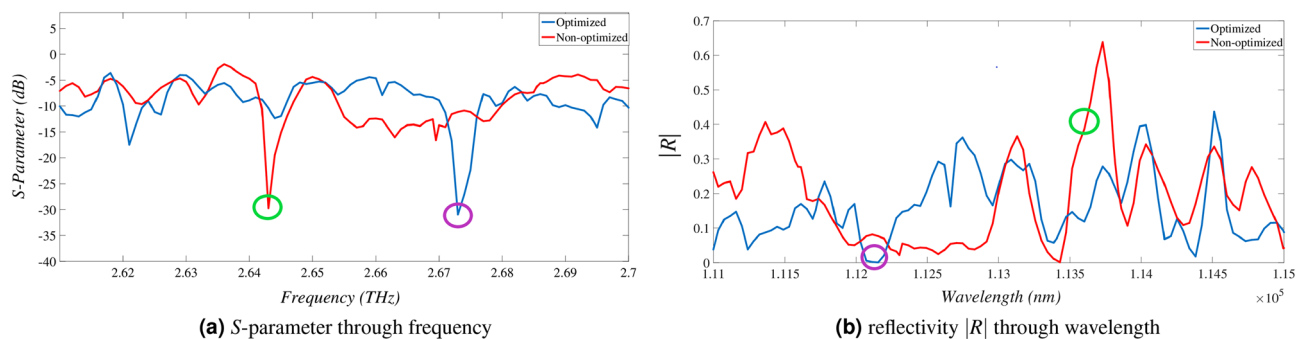 5
0
-5
-10
-15
-20
-25
-30
-35
-40
S-Parameter (dB)
2.62 2.63 2.64 2.65 2.66 2.67 2.68 2.69 2.7
Frequency (THz)
Optimized
Non-optimized
(a) S-parameter through frequency
0.7
0.6
0.5
0.4
0.3
0.2
0.1
0
|R|
1.11 1.115 1.12 1.125 1.13 1.135 1.14 1.145 1.15
Wavelength (nm)
×10⁵
Optimized
Non-optimized
(b) reflectivity |R| through wavelength